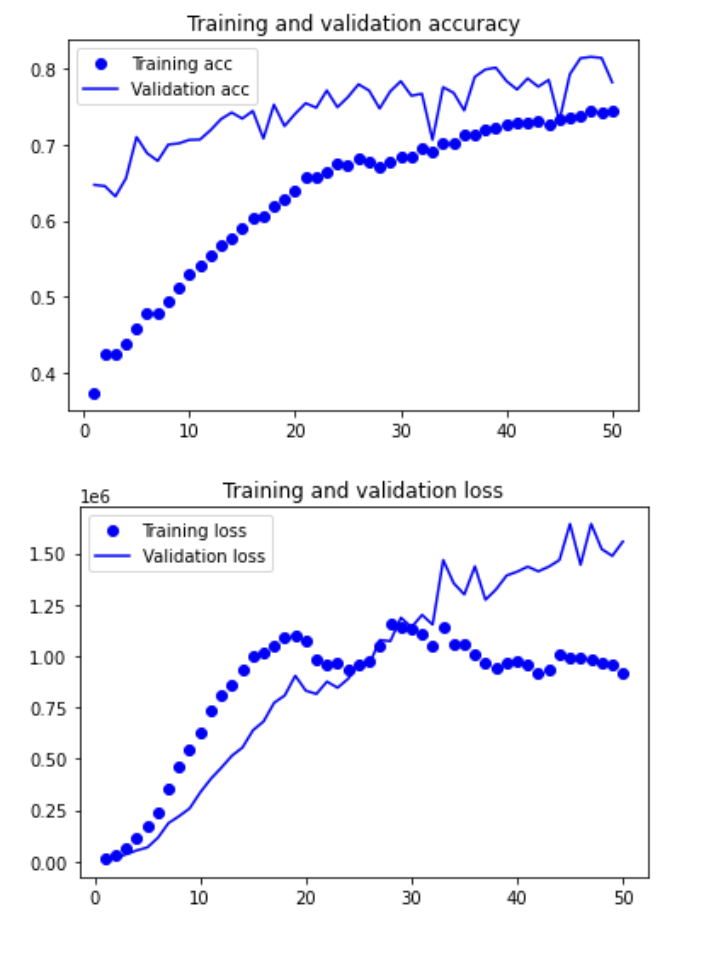 Training and validation accuracy
Training acc
Validation acc
0.8
0.7
0.6
0.5
0.4
0 10 20 30 40 50
Training and validation loss
1e6
Training loss
Validation loss
1.50
1.25
1.00
0.75
0.50
0.25
0.00
0 10 20 30 40 50